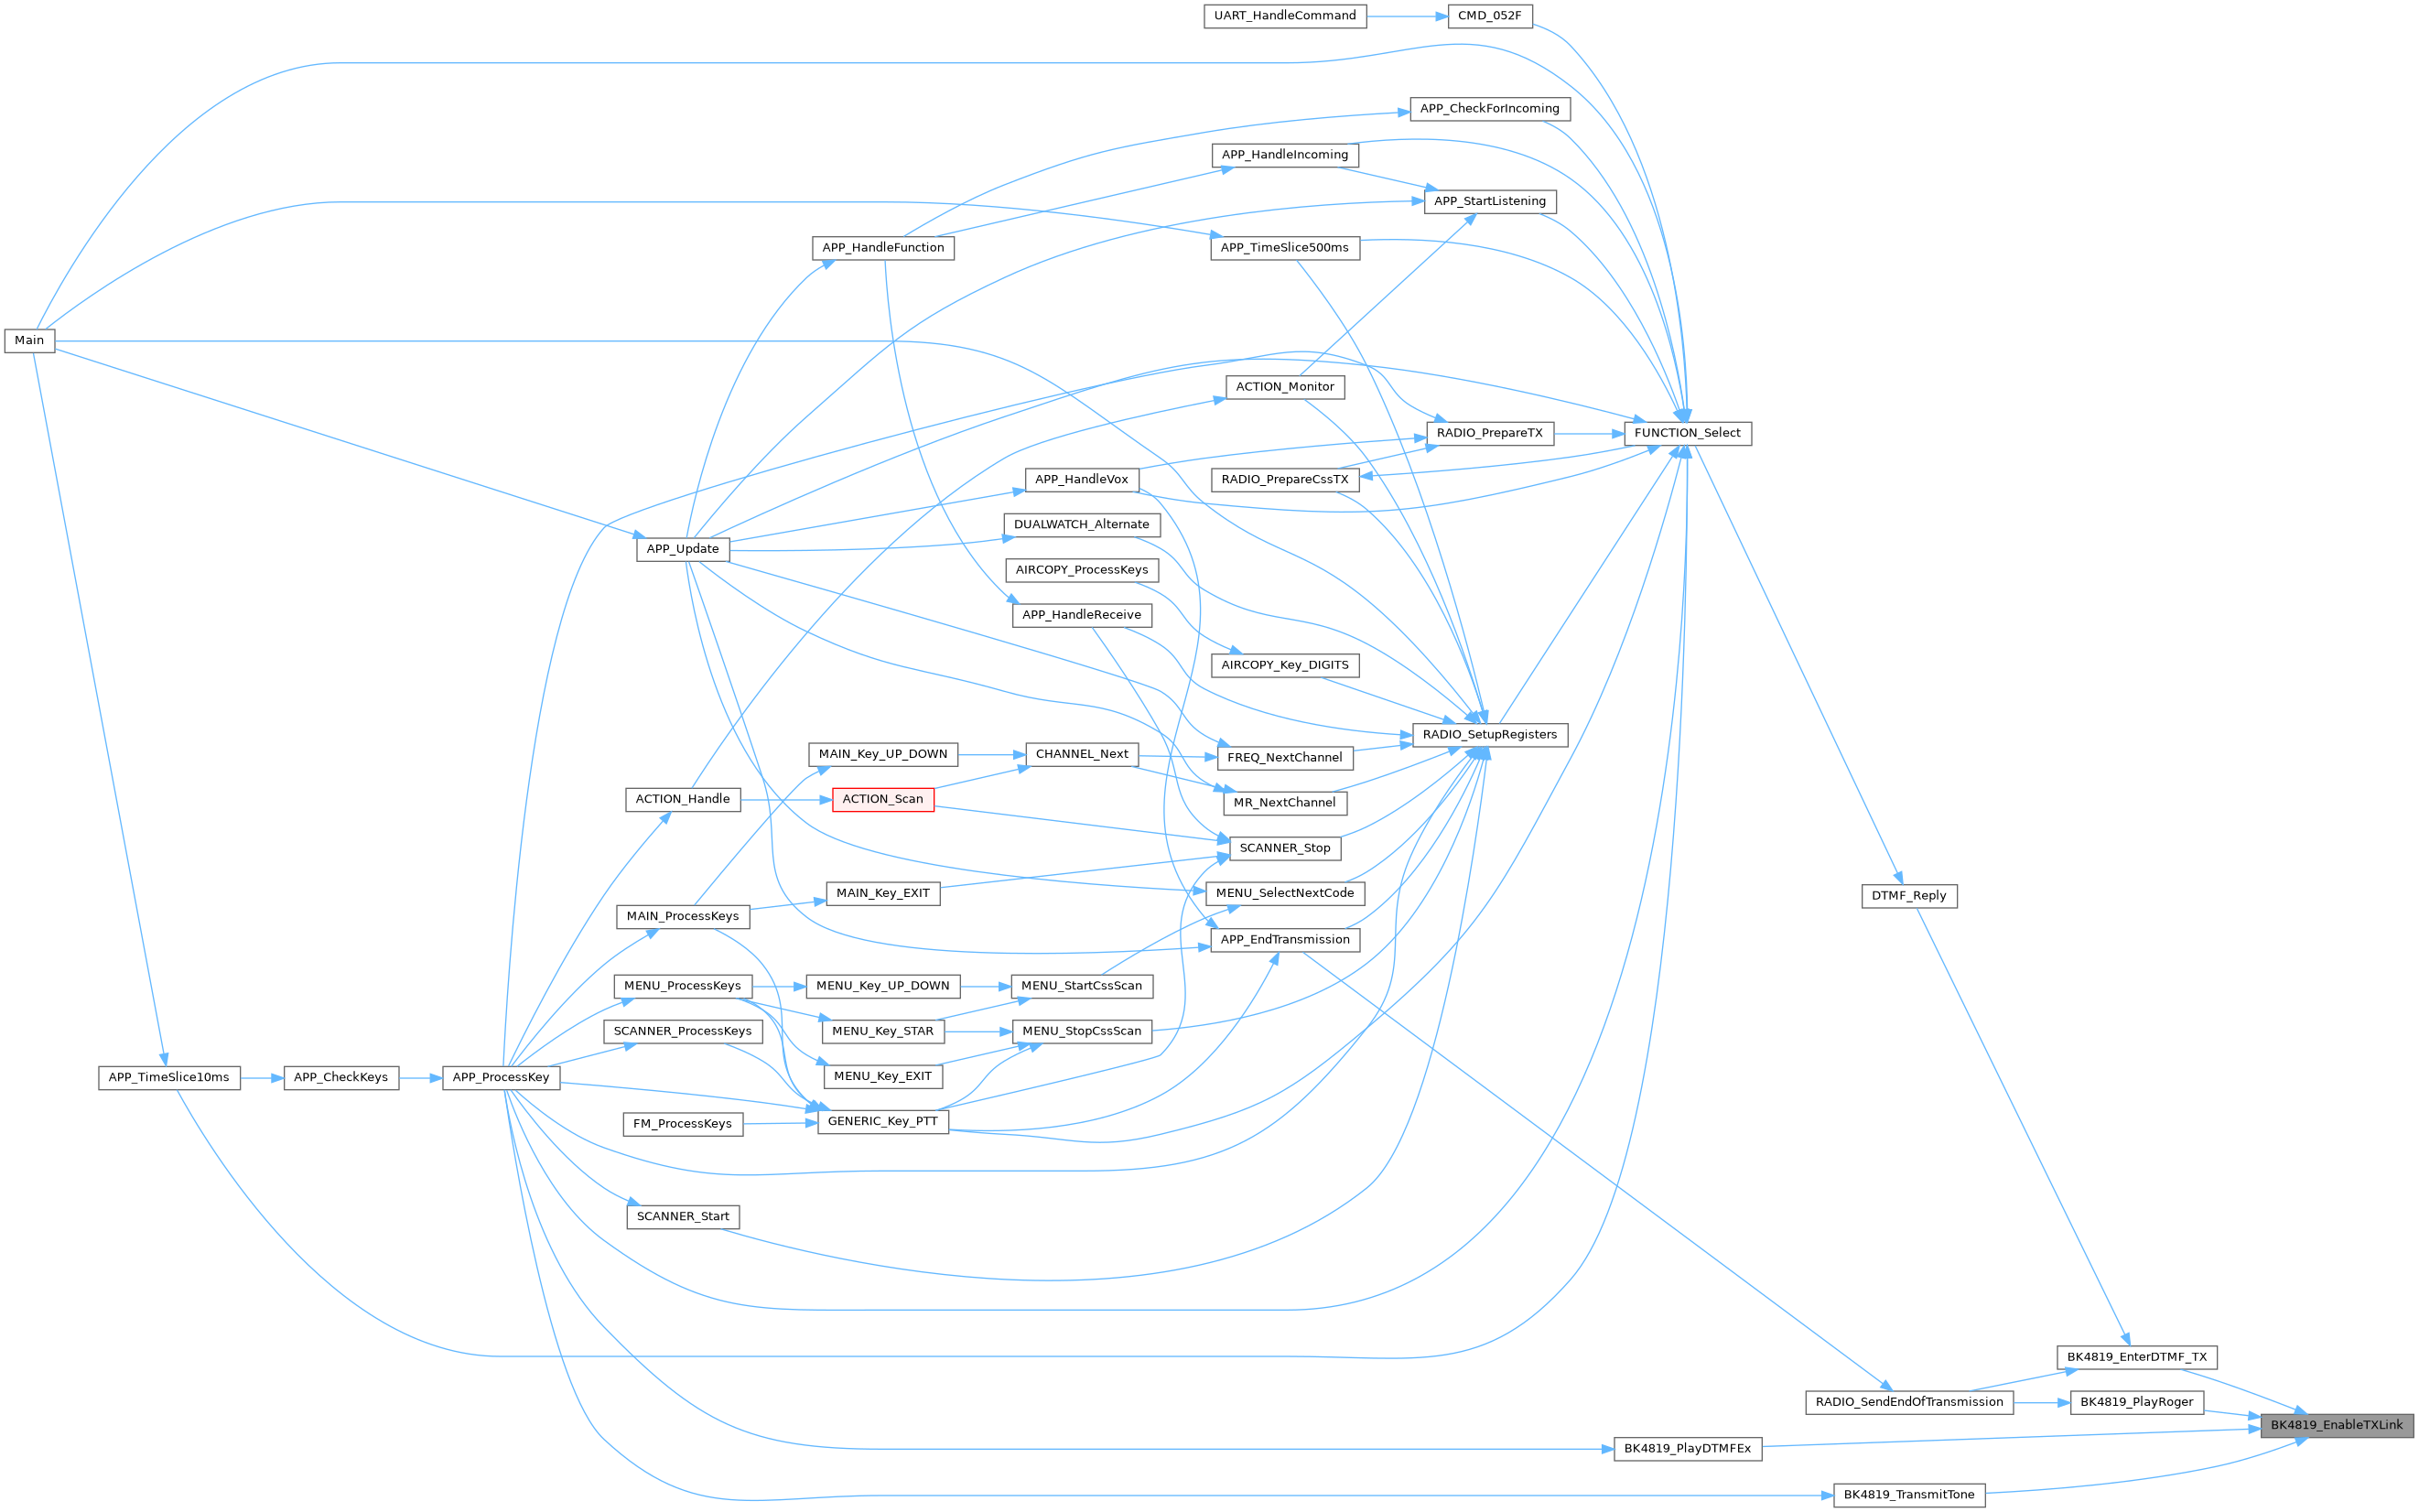 UART_HandleCommand
CMD_052F
APP_CheckForIncoming
APP_HandleIncoming
APP_StartListening
APP_HandleFunction
APP_TimeSlice500ms
Main
ACTION_Monitor
RADIO_PrepareTX
FUNCTION_Select
APP_HandleVox
RADIO_PrepareCssTX
DUALWATCH_Alternate
APP_Update
AIRCOPY_ProcessKeys
APP_HandleReceive
AIRCOPY_Key_DIGITS
RADIO_SetupRegisters
MAIN_Key_UP_DOWN
CHANNEL_Next
FREQ_NextChannel
ACTION_Handle
ACTION_Scan
MR_NextChannel
SCANNER_Stop
MAIN_Key_EXIT
MENU_SelectNextCode
DTMF_Reply
MAIN_ProcessKeys
APP_EndTransmission
MENU_ProcessKeys
MENU_Key_UP_DOWN
MENU_StartCssScan
SCANNER_ProcessKeys
MENU_Key_STAR
MENU_StopCssScan
APP_TimeSlice10ms
APP_CheckKeys
APP_ProcessKey
MENU_Key_EXIT
FM_ProcessKeys
GENERIC_Key_PTT
SCANNER_Start
BK4819_EnterDTMF_TX
RADIO_SendEndOfTransmission
BK4819_PlayRoger
BK4819_EnableTXLink
BK4819_PlayDTMFEx
BK4819_TransmitTone